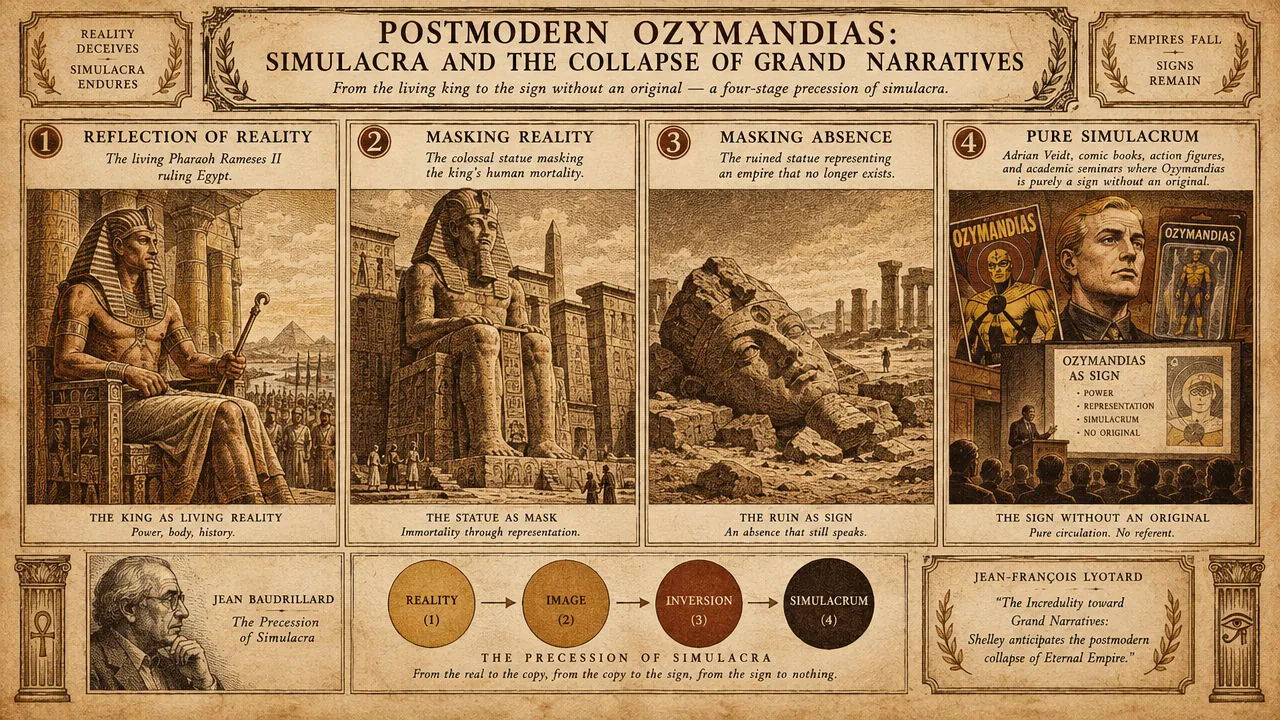 REALITY
DECEIVES
SIMULACRA
ENDURES
POSTMODERN OZYMANDIAS:
SIMULACRA AND THE COLLAPSE OF GRAND NARRATIVES
From the living king to the sign without an original — a four-stage precession of simulacra.
EMPIRES FALL
SIGNS
REMAIN
1
REFLECTION OF REALITY
The living Pharaoh Rameses II
ruling Egypt.
THE KING AS LIVING REALITY
Power, body, history.
2
MASKING REALITY
The colossal statue masking
the king's human mortality.
THE STATUE AS MASK
Immortality through representation.
3
MASKING ABSENCE
The ruined statue representing
an empire that no longer exists.
THE RUIN AS SIGN
An absence that still speaks.
4
PURE SIMULACRUM
Adrian Veidt, comic books, action figures,
and academic seminars where Ozymandias
is purely a sign without an original.
OZYMANDIAS
OZYMANDIAS
OZYMANDIAS
AS SIGN
• POWER
• REPRESENTATION
• SIMULACRUM
• NO ORIGINAL
THE SIGN WITHOUT AN ORIGINAL
Pure circulation. No referent.
JEAN BAUDRILLARD
The Precession
of Simulacra
REALITY
(1)
IMAGE
(2)
INVERSION
(3)
SIMULACRUM
(4)
THE PRECESSION OF SIMULACRA
From the real to the copy, from the copy to the sign, from the sign to nothing.
JEAN-FRANÇOIS LYOTARD
"The Incredulity toward
Grand Narratives:
Shelley anticipates the postmodern
collapse of Eternal Empire."